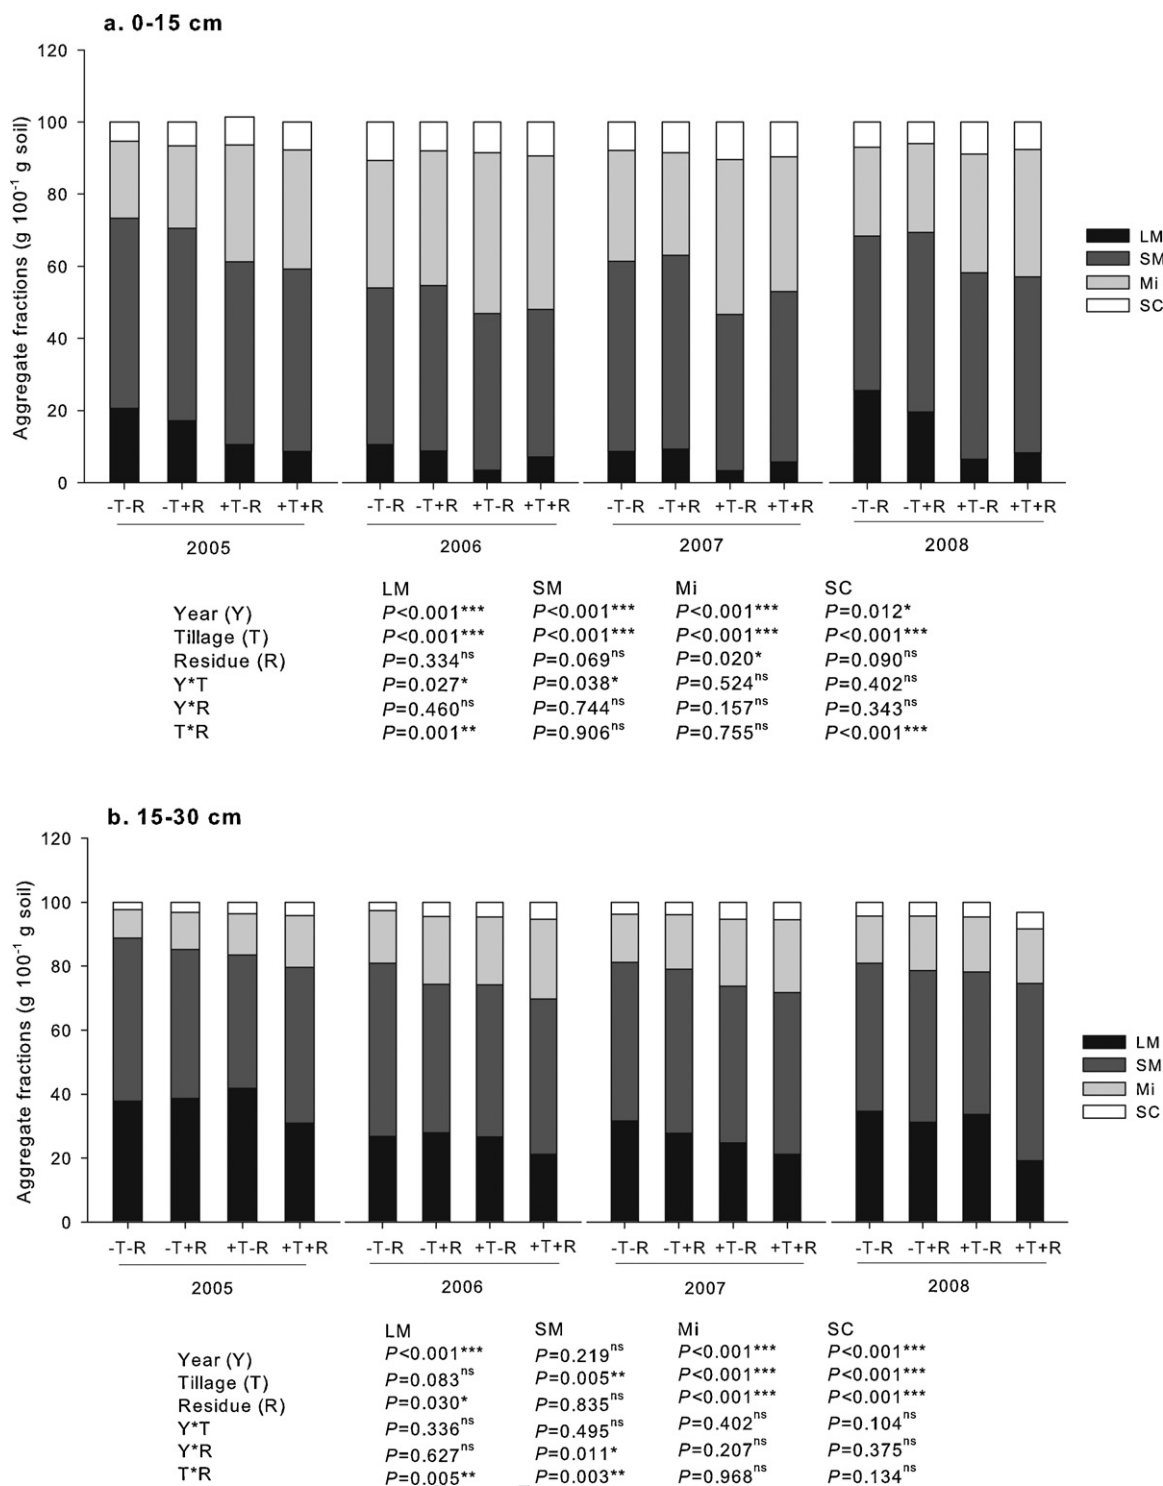 a. 0-15 cm
Aggregate fractions (g 100⁻¹ g soil)
120
100
80
60
40
20
0
LM
SM
Mi
SC
-T-R -T+R +T-R +T+R -T-R -T+R +T-R +T+R -T-R -T+R +T-R +T+R -T-R -T+R +T-R +T+R
2005 2006 2007 2008
LM SM Mi SC
Year (Y) P<0.001*** P<0.001*** P<0.001*** P=0.012*
Tillage (T) P<0.001*** P<0.001*** P<0.001*** P<0.001***
Residue (R) P=0.334ns P=0.069ns P=0.020* P=0.090ns
Y*T P=0.027* P=0.038* P=0.524ns P=0.402ns
Y*R P=0.460ns P=0.744ns P=0.157ns P=0.343ns
T*R P=0.001** P=0.906ns P=0.755ns P<0.001***
b. 15-30 cm
Aggregate fractions (g 100⁻¹ g soil)
120
100
80
60
40
20
0
LM
SM
Mi
SC
-T-R -T+R +T-R +T+R -T-R -T+R +T-R +T+R -T-R -T+R +T-R +T+R -T-R -T+R +T-R +T+R
2005 2006 2007 2008
LM SM Mi SC
Year (Y) P<0.001*** P=0.219ns P<0.001*** P<0.001***
Tillage (T) P=0.083ns P=0.005** P<0.001*** P<0.001***
Residue (R) P=0.030* P=0.835ns P<0.001*** P<0.001***
Y*T P=0.336ns P=0.495ns P=0.402ns P=0.104ns
Y*R P=0.627ns P=0.011* P=0.207ns P=0.375ns
T*R P=0.005** P=0.003** P=0.968ns P=0.134ns